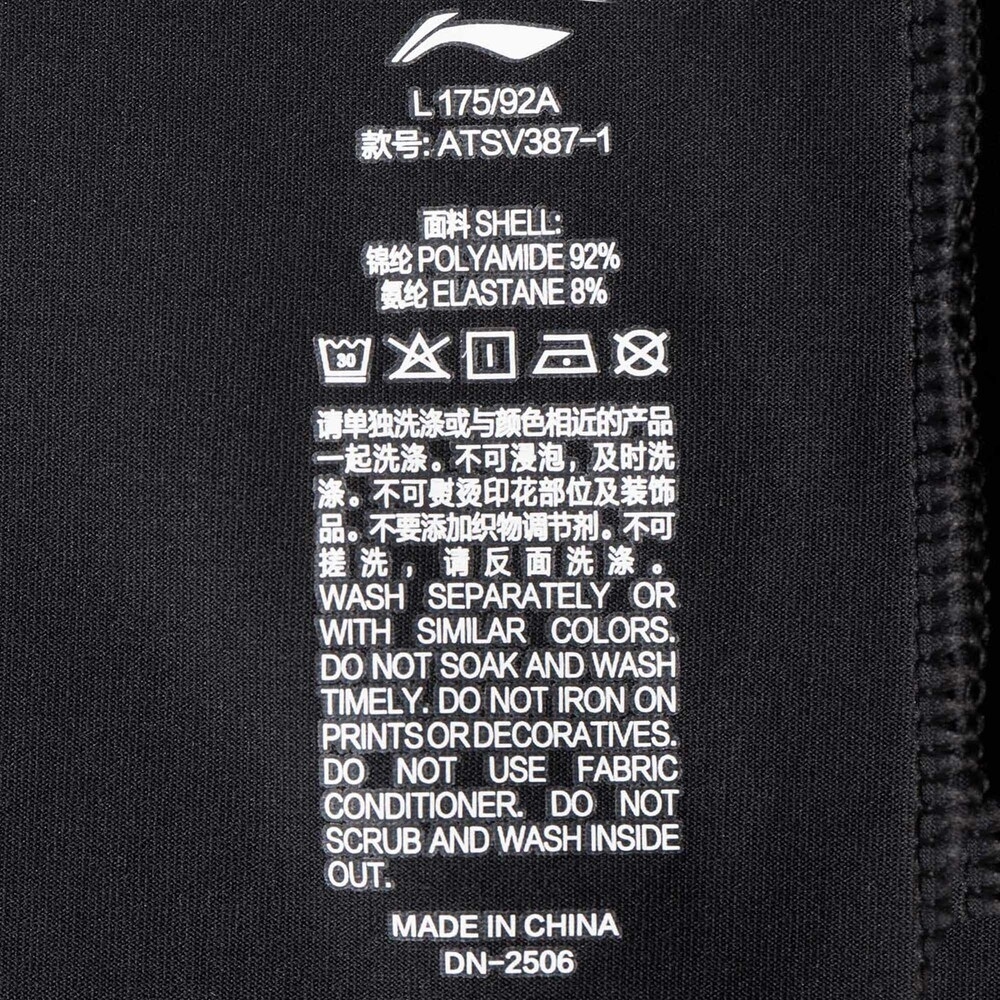 L 175/92A
款号: ATSV387-1
面料 SHELL:
锦纶 POLYAMIDE 92%
氨纶 ELASTANE 8%
30
请单独洗涤或与颜色相近的产品
一起洗涤。不可浸泡，及时洗
涤。不可熨烫印花部位及装饰
品。不要添加织物调节剂。不可
搓洗，请反面洗涤。
WASH SEPARATELY OR
WITH SIMILAR COLORS.
DO NOT SOAK AND WASH
TIMELY. DO NOT IRON ON
PRINTS OR DECORATIVES.
DO NOT USE FABRIC
CONDITIONER. DO NOT
SCRUB AND WASH INSIDE
OUT.
MADE IN CHINA
DN-2506